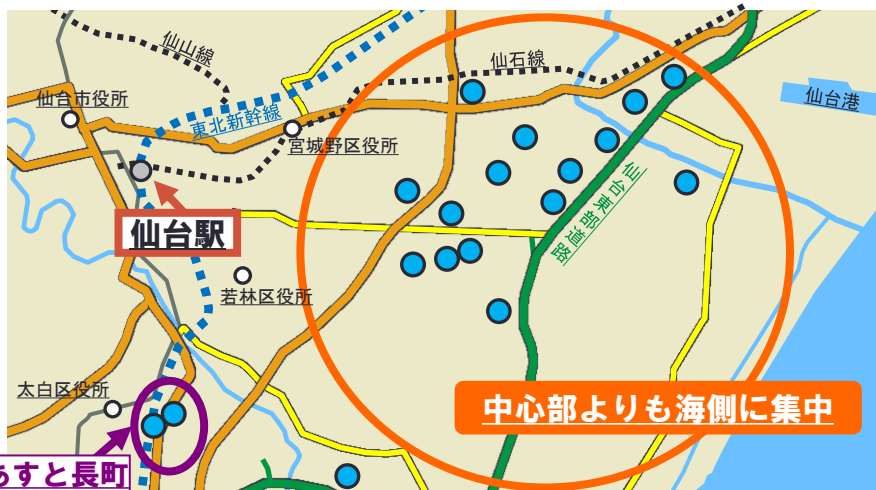 仙山線
仙石線
仙台市役所
仙台港
東北新幹線
宮城野区役所
仙台東部道路
仙台駅
若林区役所
太白区役所
中心部よりも海側に集中
あすと長町